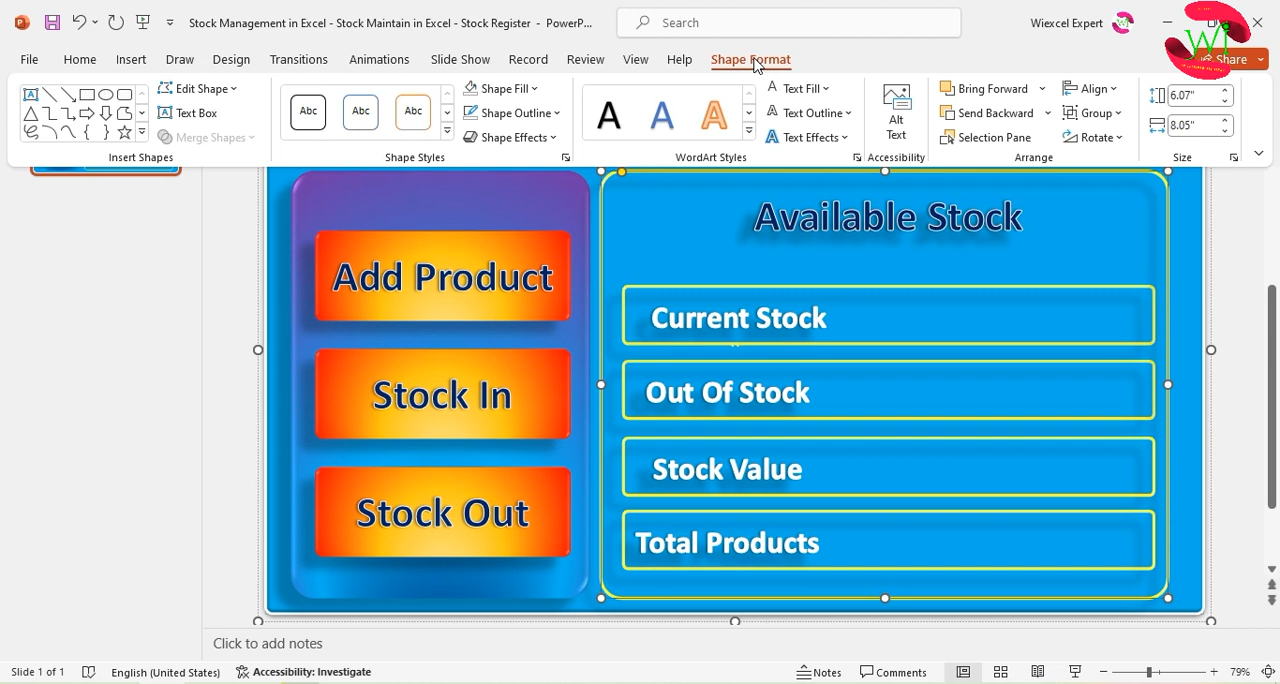 Stock Management in Excel - Stock Maintain in Excel - Stock Register - PowerP...
Search
Wiexcel Expert
Wi
File Home Insert Draw Design Transitions Animations Slide Show Record Review View Help Shape Format Share
Edit Shape
Text Box
Merge Shapes
Insert Shapes
Abc Abc Abc
Shape Fill
Shape Outline
Shape Effects
Shape Styles
A A A
Text Fill
Text Outline
Text Effects
WordArt Styles
Alt
Text
Accessibility
Bring Forward
Send Backward
Selection Pane
Align
Group
Rotate
Arrange
6.07"
8.05"
Size
Add Product
Stock In
Stock Out
Available Stock
Current Stock
Out Of Stock
Stock Value
Total Products
Click to add notes
Slide 1 of 1 English (United States) Accessibility: Investigate Notes Comments 79%